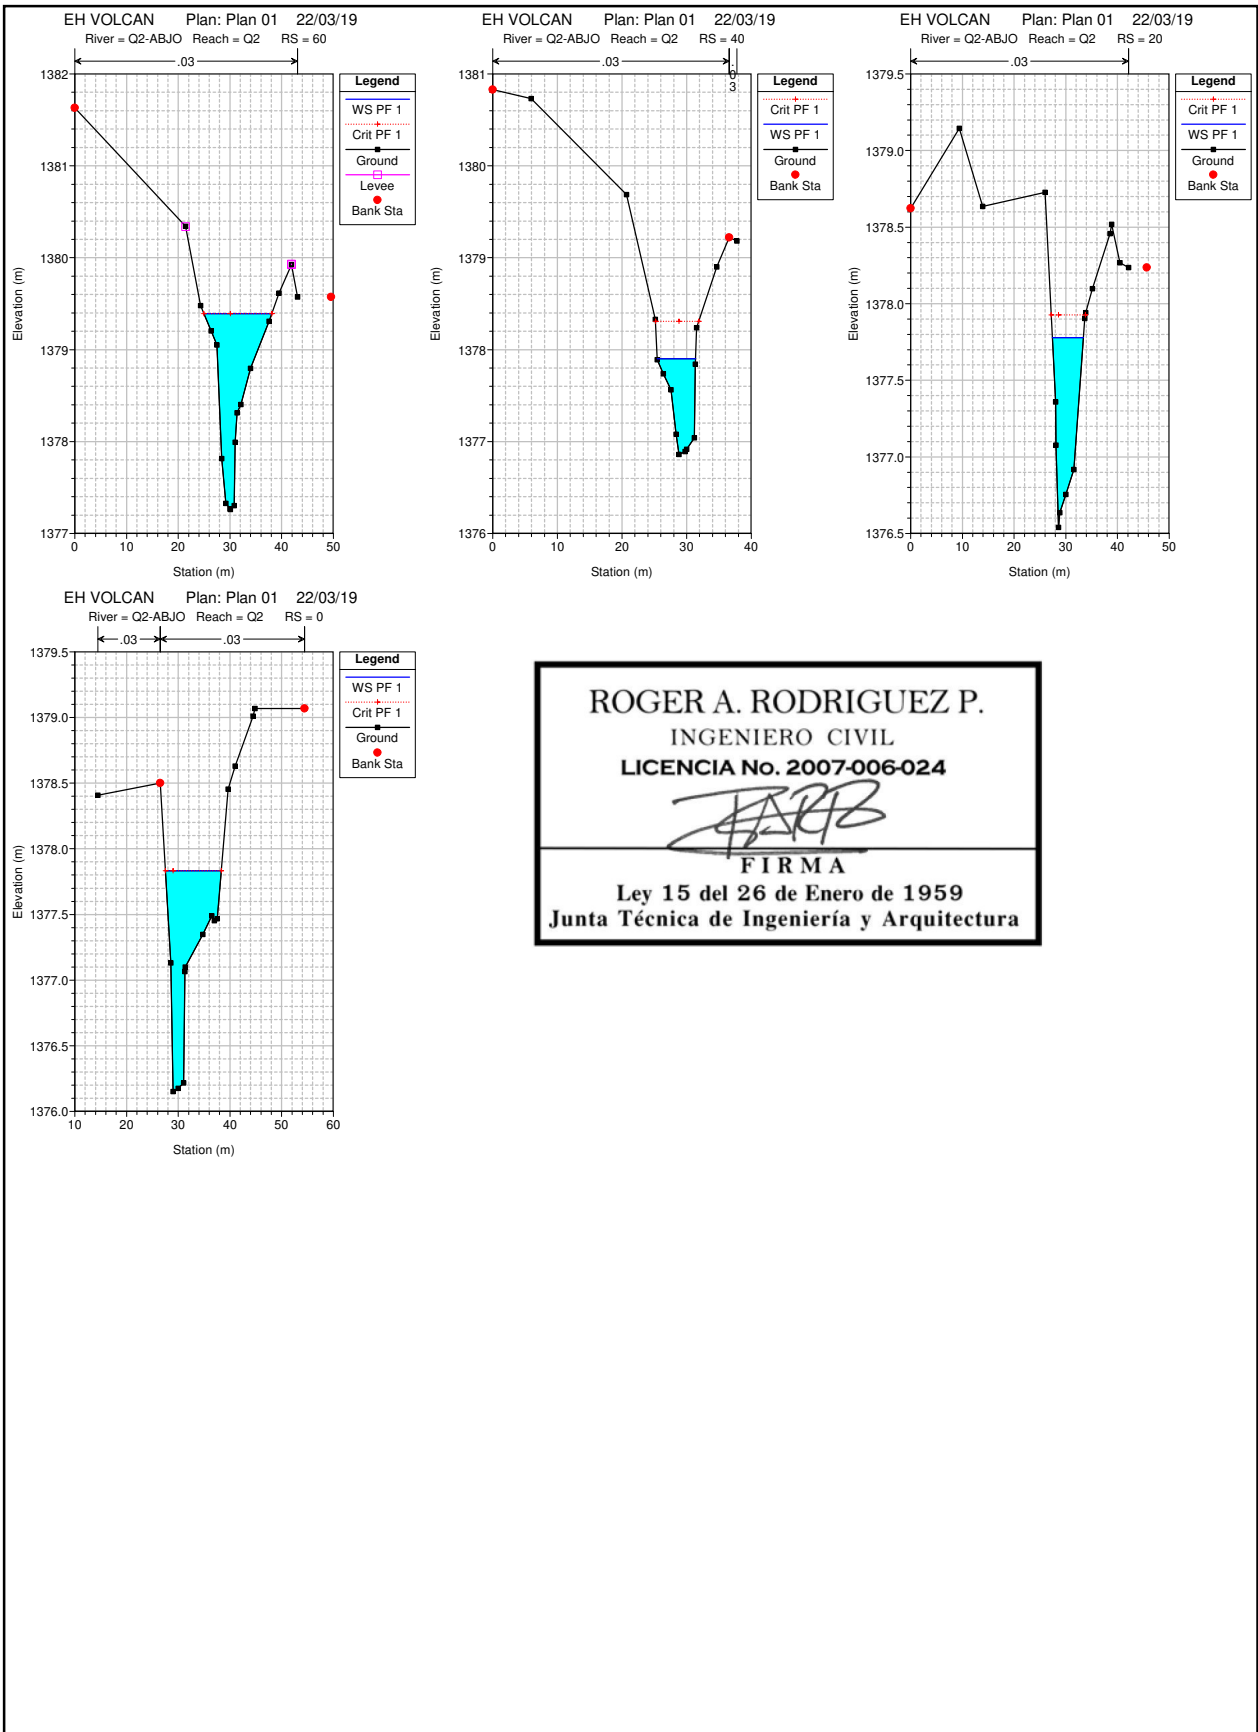 EH VOLCAN Plan: Plan 01 22/03/19
River = Q2-ABJO Reach = Q2 RS = 60
.03
Legend
WS PF 1
Crit PF 1
Ground
Levee
Bank Sta
1382
1381
1380
1379
1378
1377
Elevation (m)
0 10 20 30 40 50
Station (m)
EH VOLCAN Plan: Plan 01 22/03/19
River = Q2-ABJO Reach = Q2 RS = 40
.03 .03
Legend
Crit PF 1
WS PF 1
Ground
Bank Sta
1381
1380
1379
1378
1377
1376
Elevation (m)
0 10 20 30 40
Station (m)
EH VOLCAN Plan: Plan 01 22/03/19
River = Q2-ABJO Reach = Q2 RS = 20
.03
Legend
Crit PF 1
WS PF 1
Ground
Bank Sta
1379.5
1379.0
1378.5
1378.0
1377.5
1377.0
1376.5
Elevation (m)
0 10 20 30 40 50
Station (m)
EH VOLCAN Plan: Plan 01 22/03/19
River = Q2-ABJO Reach = Q2 RS = 0
.03 .03
Legend
WS PF 1
Crit PF 1
Ground
Bank Sta
1379.5
1379.0
1378.5
1378.0
1377.5
1377.0
1376.5
1376.0
Elevation (m)
10 20 30 40 50 60
Station (m)
ROGER A. RODRIGUEZ P.
INGENIERO CIVIL
LICENCIA No. 2007-006-024
FIRMA
Ley 15 del 26 de Enero de 1959
Junta Técnica de Ingeniería y Arquitectura